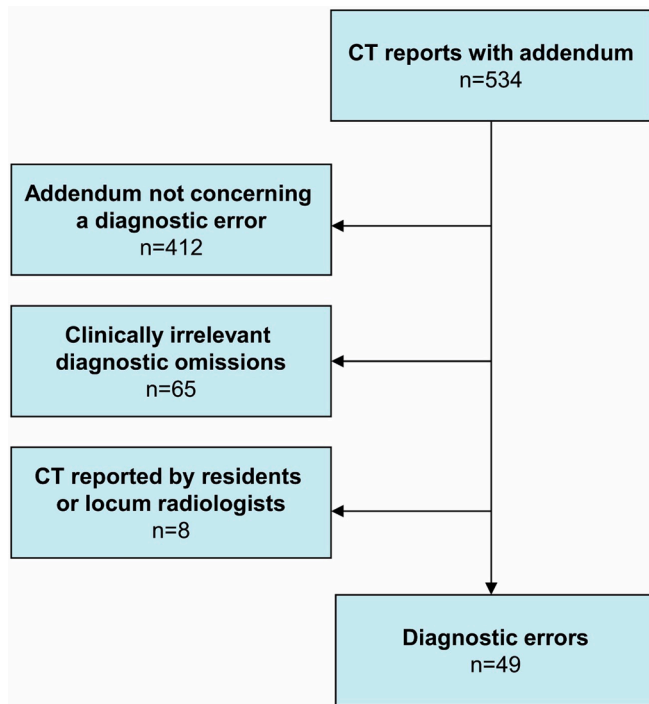 CT reports with addendum
n=534
Addendum not concerning
a diagnostic error
n=412
Clinically irrelevant
diagnostic omissions
n=65
CT reported by residents
or locum radiologists
n=8
Diagnostic errors
n=49